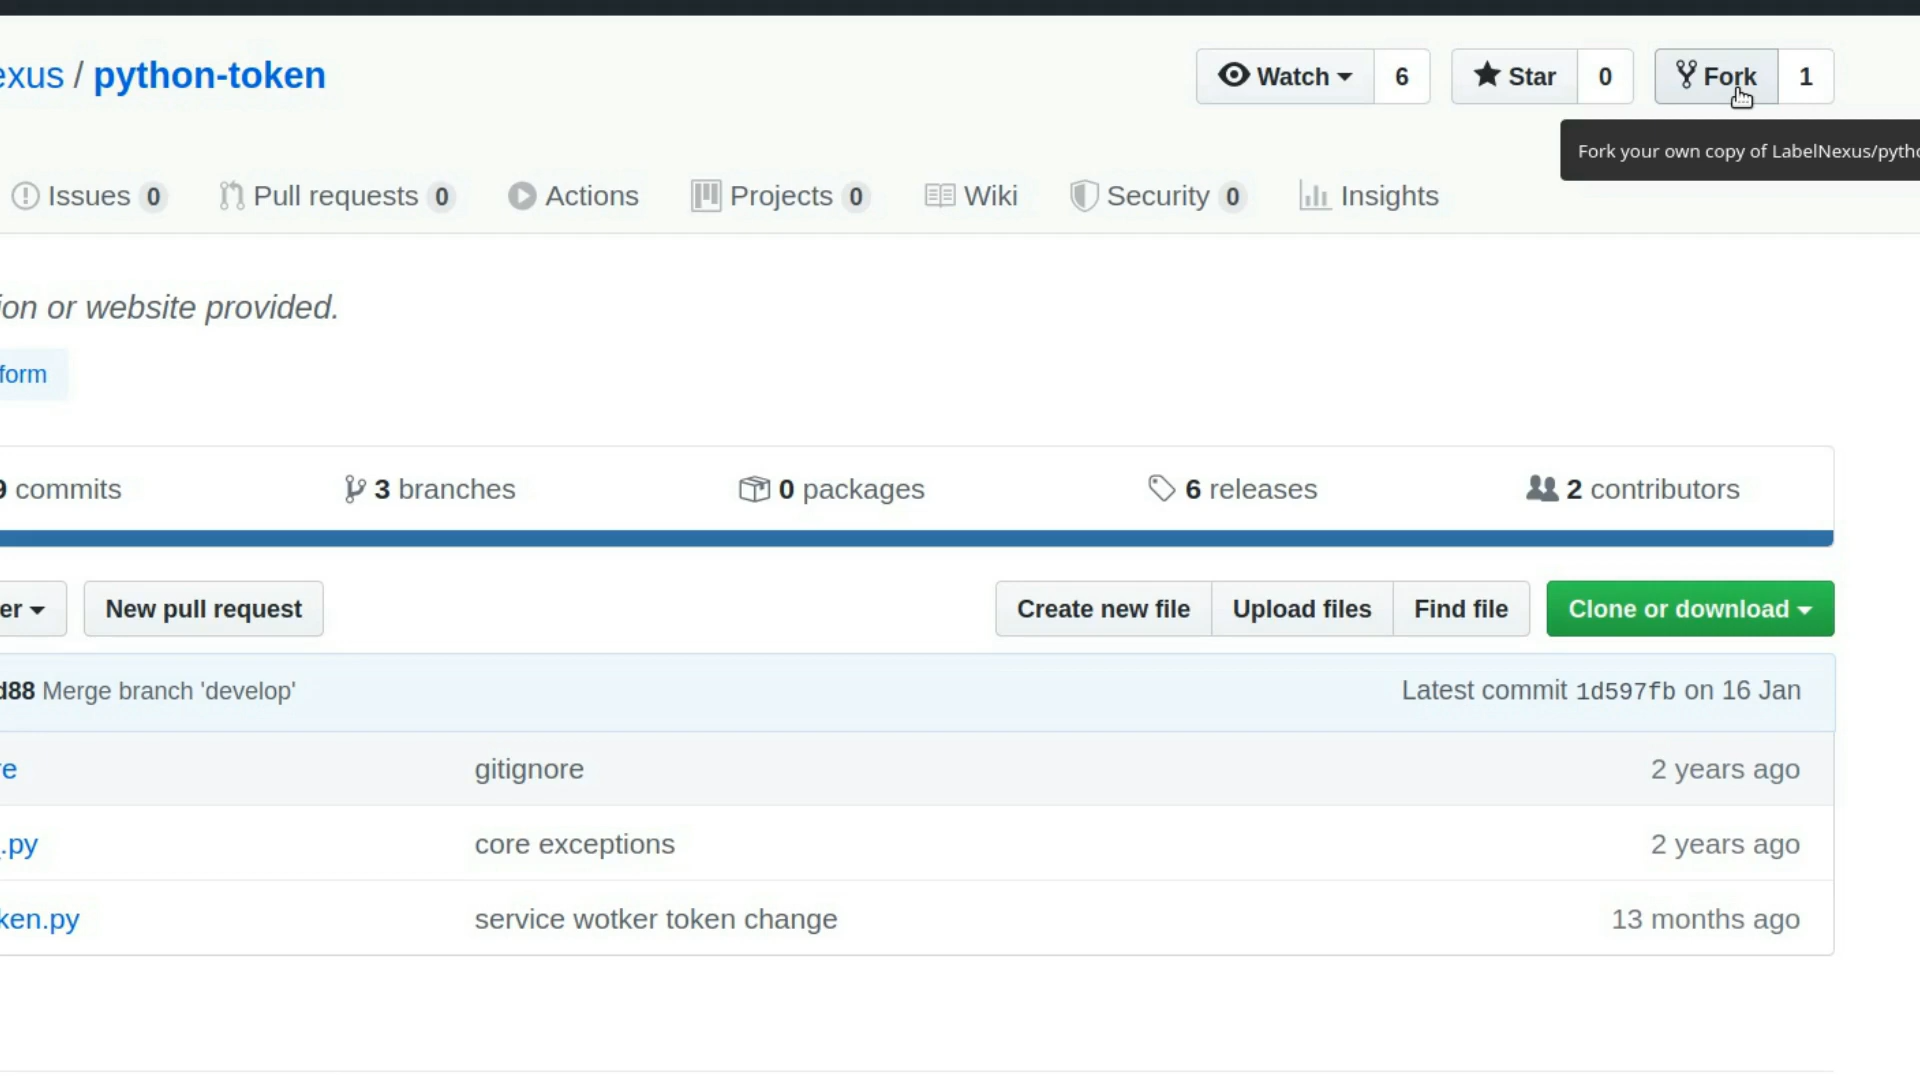 exus / python-token
Watch 6 Star 0 Fork 1
Fork your own copy of LabelNexus/pytho
Issues 0 Pull requests 0 Actions Projects 0 Wiki Security 0 Insights
ion or website provided.
form
9 commits 3 branches 0 packages 6 releases 2 contributors
er New pull request Create new file Upload files Find file Clone or download
d88 Merge branch 'develop' Latest commit 1d597fb on 16 Jan
re gitignore 2 years ago
.py core exceptions 2 years ago
ken.py service wotker token change 13 months ago